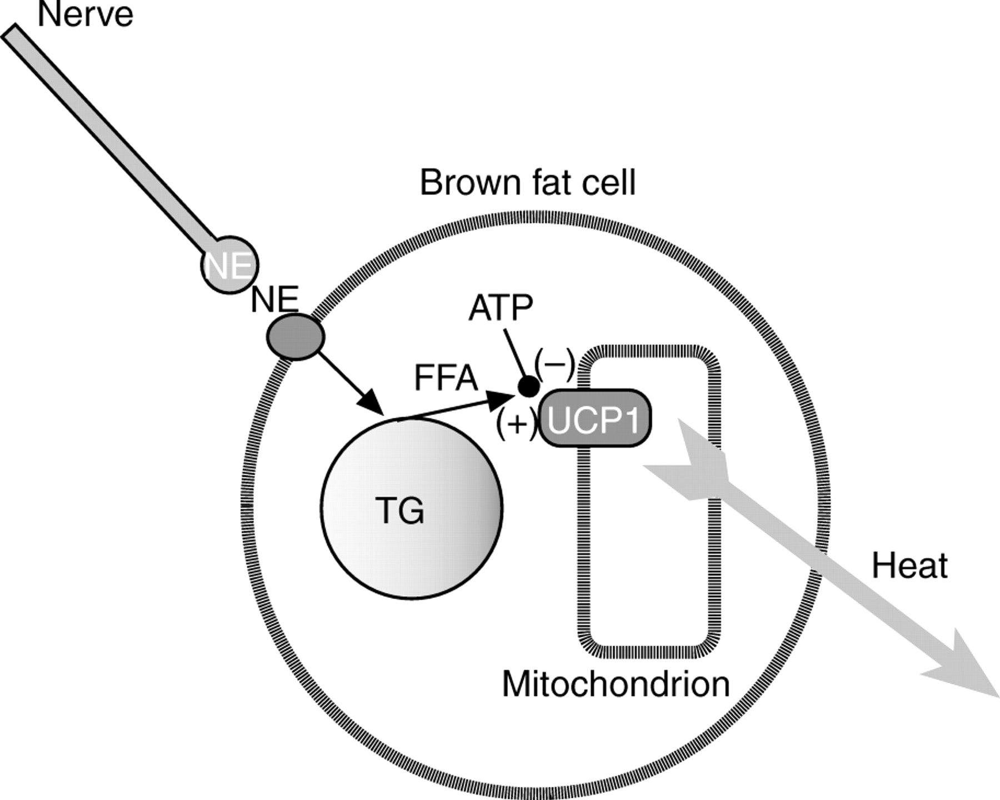 Nerve
Brown fat cell
NE
NE
ATP
(−)
FFA
(+)
UCP1
TG
Heat
Mitochondrion